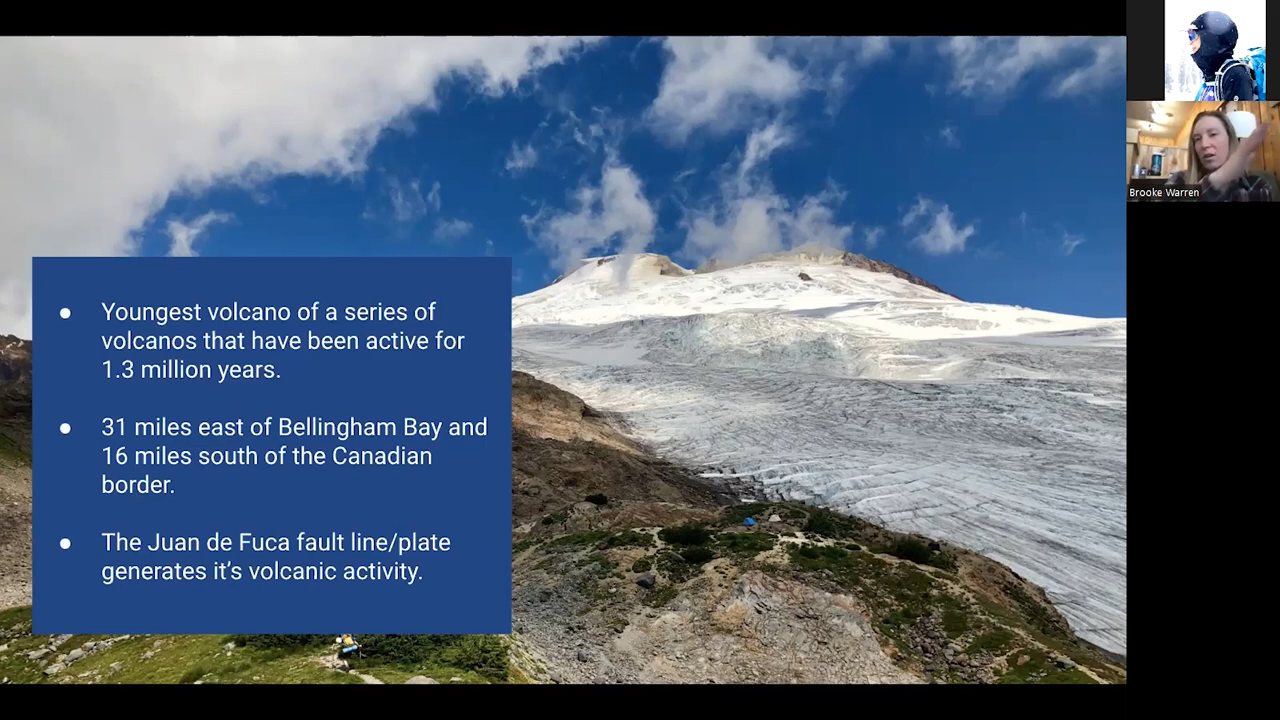 ● Youngest volcano of a series of
volcanos that have been active for
1.3 million years.
● 31 miles east of Bellingham Bay and
16 miles south of the Canadian
border.
● The Juan de Fuca fault line/plate
generates it’s volcanic activity.
Brooke Warren